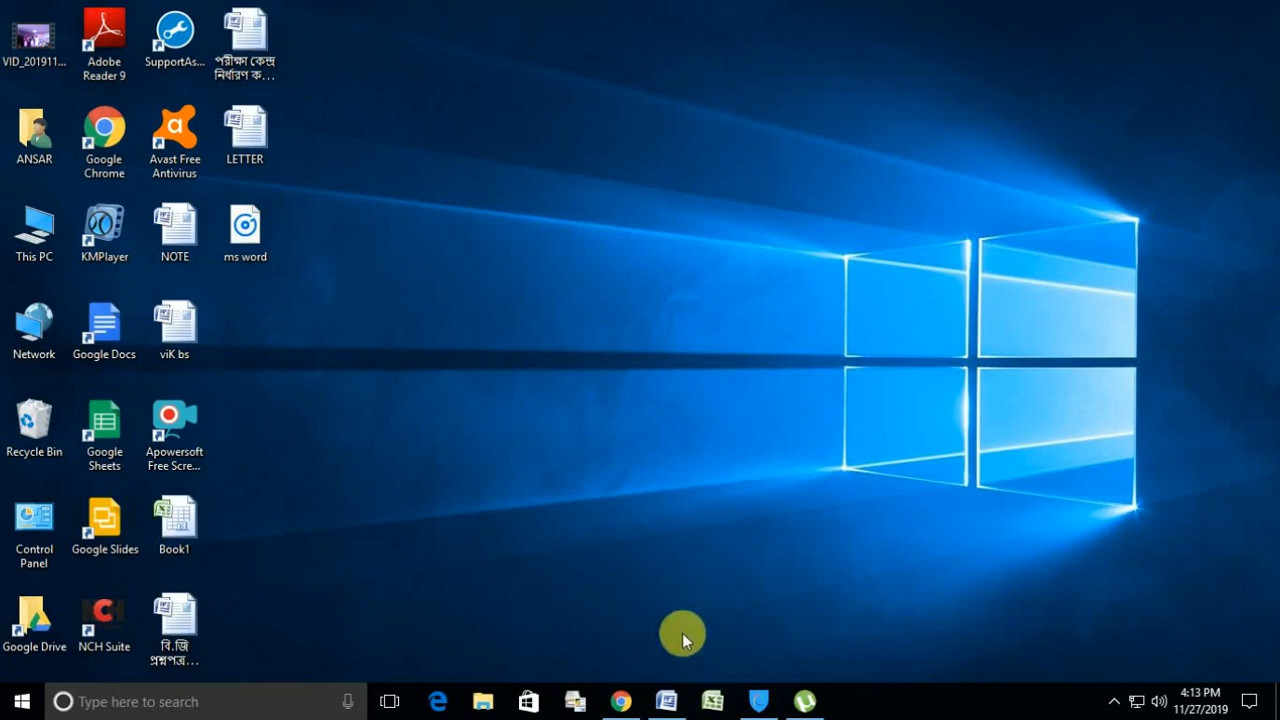 VID_201911...
Adobe
Reader 9
SupportAs...
পরীক্ষা কেন্দ্র
নির্ধারণ ক...
ANSAR
Google
Chrome
Avast Free
Antivirus
LETTER
This PC
KMPlayer
NOTE
ms word
Network
Google Docs
viK bs
Recycle Bin
Google
Sheets
Apowersoft
Free Scre...
Control
Panel
Google Slides
Book1
Google Drive
NCH Suite
বি.জি
প্রশ্নপত্র...
Type here to search
4:13 PM
11/27/2019